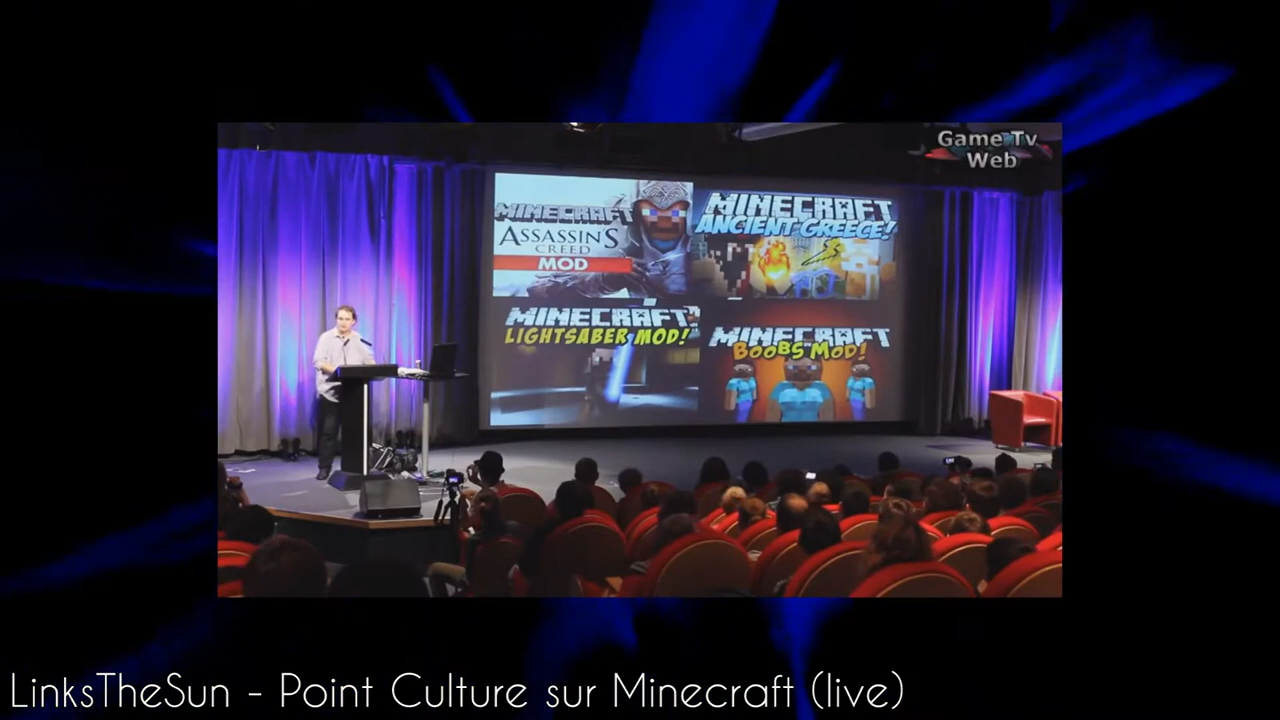 Game Tv
Web
MINECRAFT
ASSASSIN'S
CREED
MOD
MINECRAFT
ANCIENT GREECE!
MINECRAFT
LIGHTSABER MOD!
MINECRAFT
BOOBS MOD!
LinksTheSun - Point Culture sur Minecraft (live)